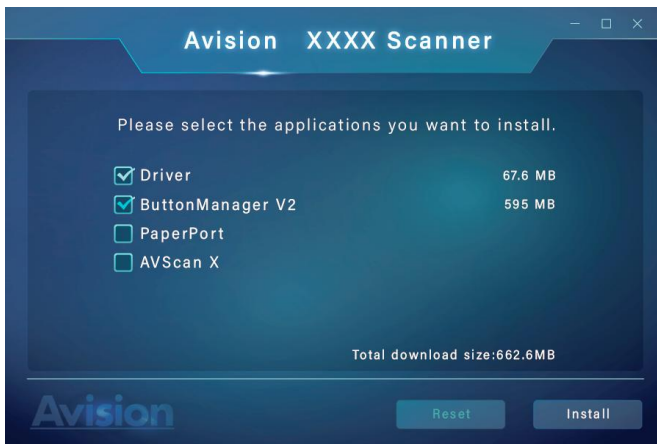 Avision XXXX Scanner
Please select the applications you want to install.
Driver 67.6 MB
ButtonManager V2 595 MB
PaperPort
AVScan X
Total download size:662.6MB
Avision Reset Install